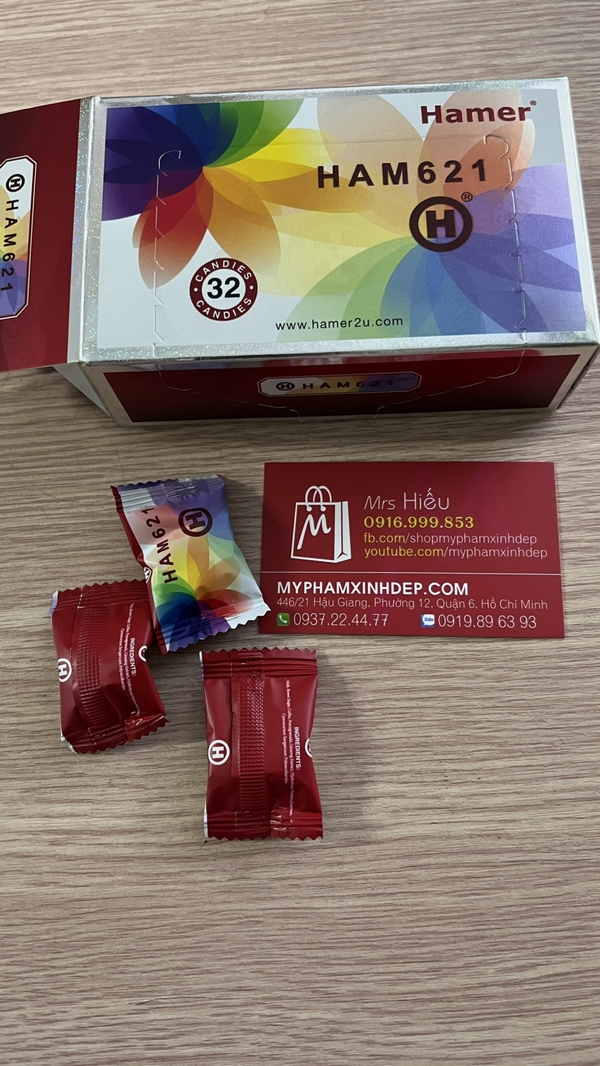 Hamer®
HAM621
H®
CANDIES
32
CANDIES
www.hamer2u.com
H HAM621
H HAM621
HAM621
H
Mrs Hiếu
0916.999.853
fb.com/shopmyphamxinhdep
youtube.com/myphamxinhdep
MYPHAMXINHDEP.COM
446/21 Hậu Giang, Phường 12, Quận 6, Hồ Chí Minh
0937.22.44.77
Zalo
0919.89 63 93
H
INGREDIENTS:
H
INGREDIENTS: